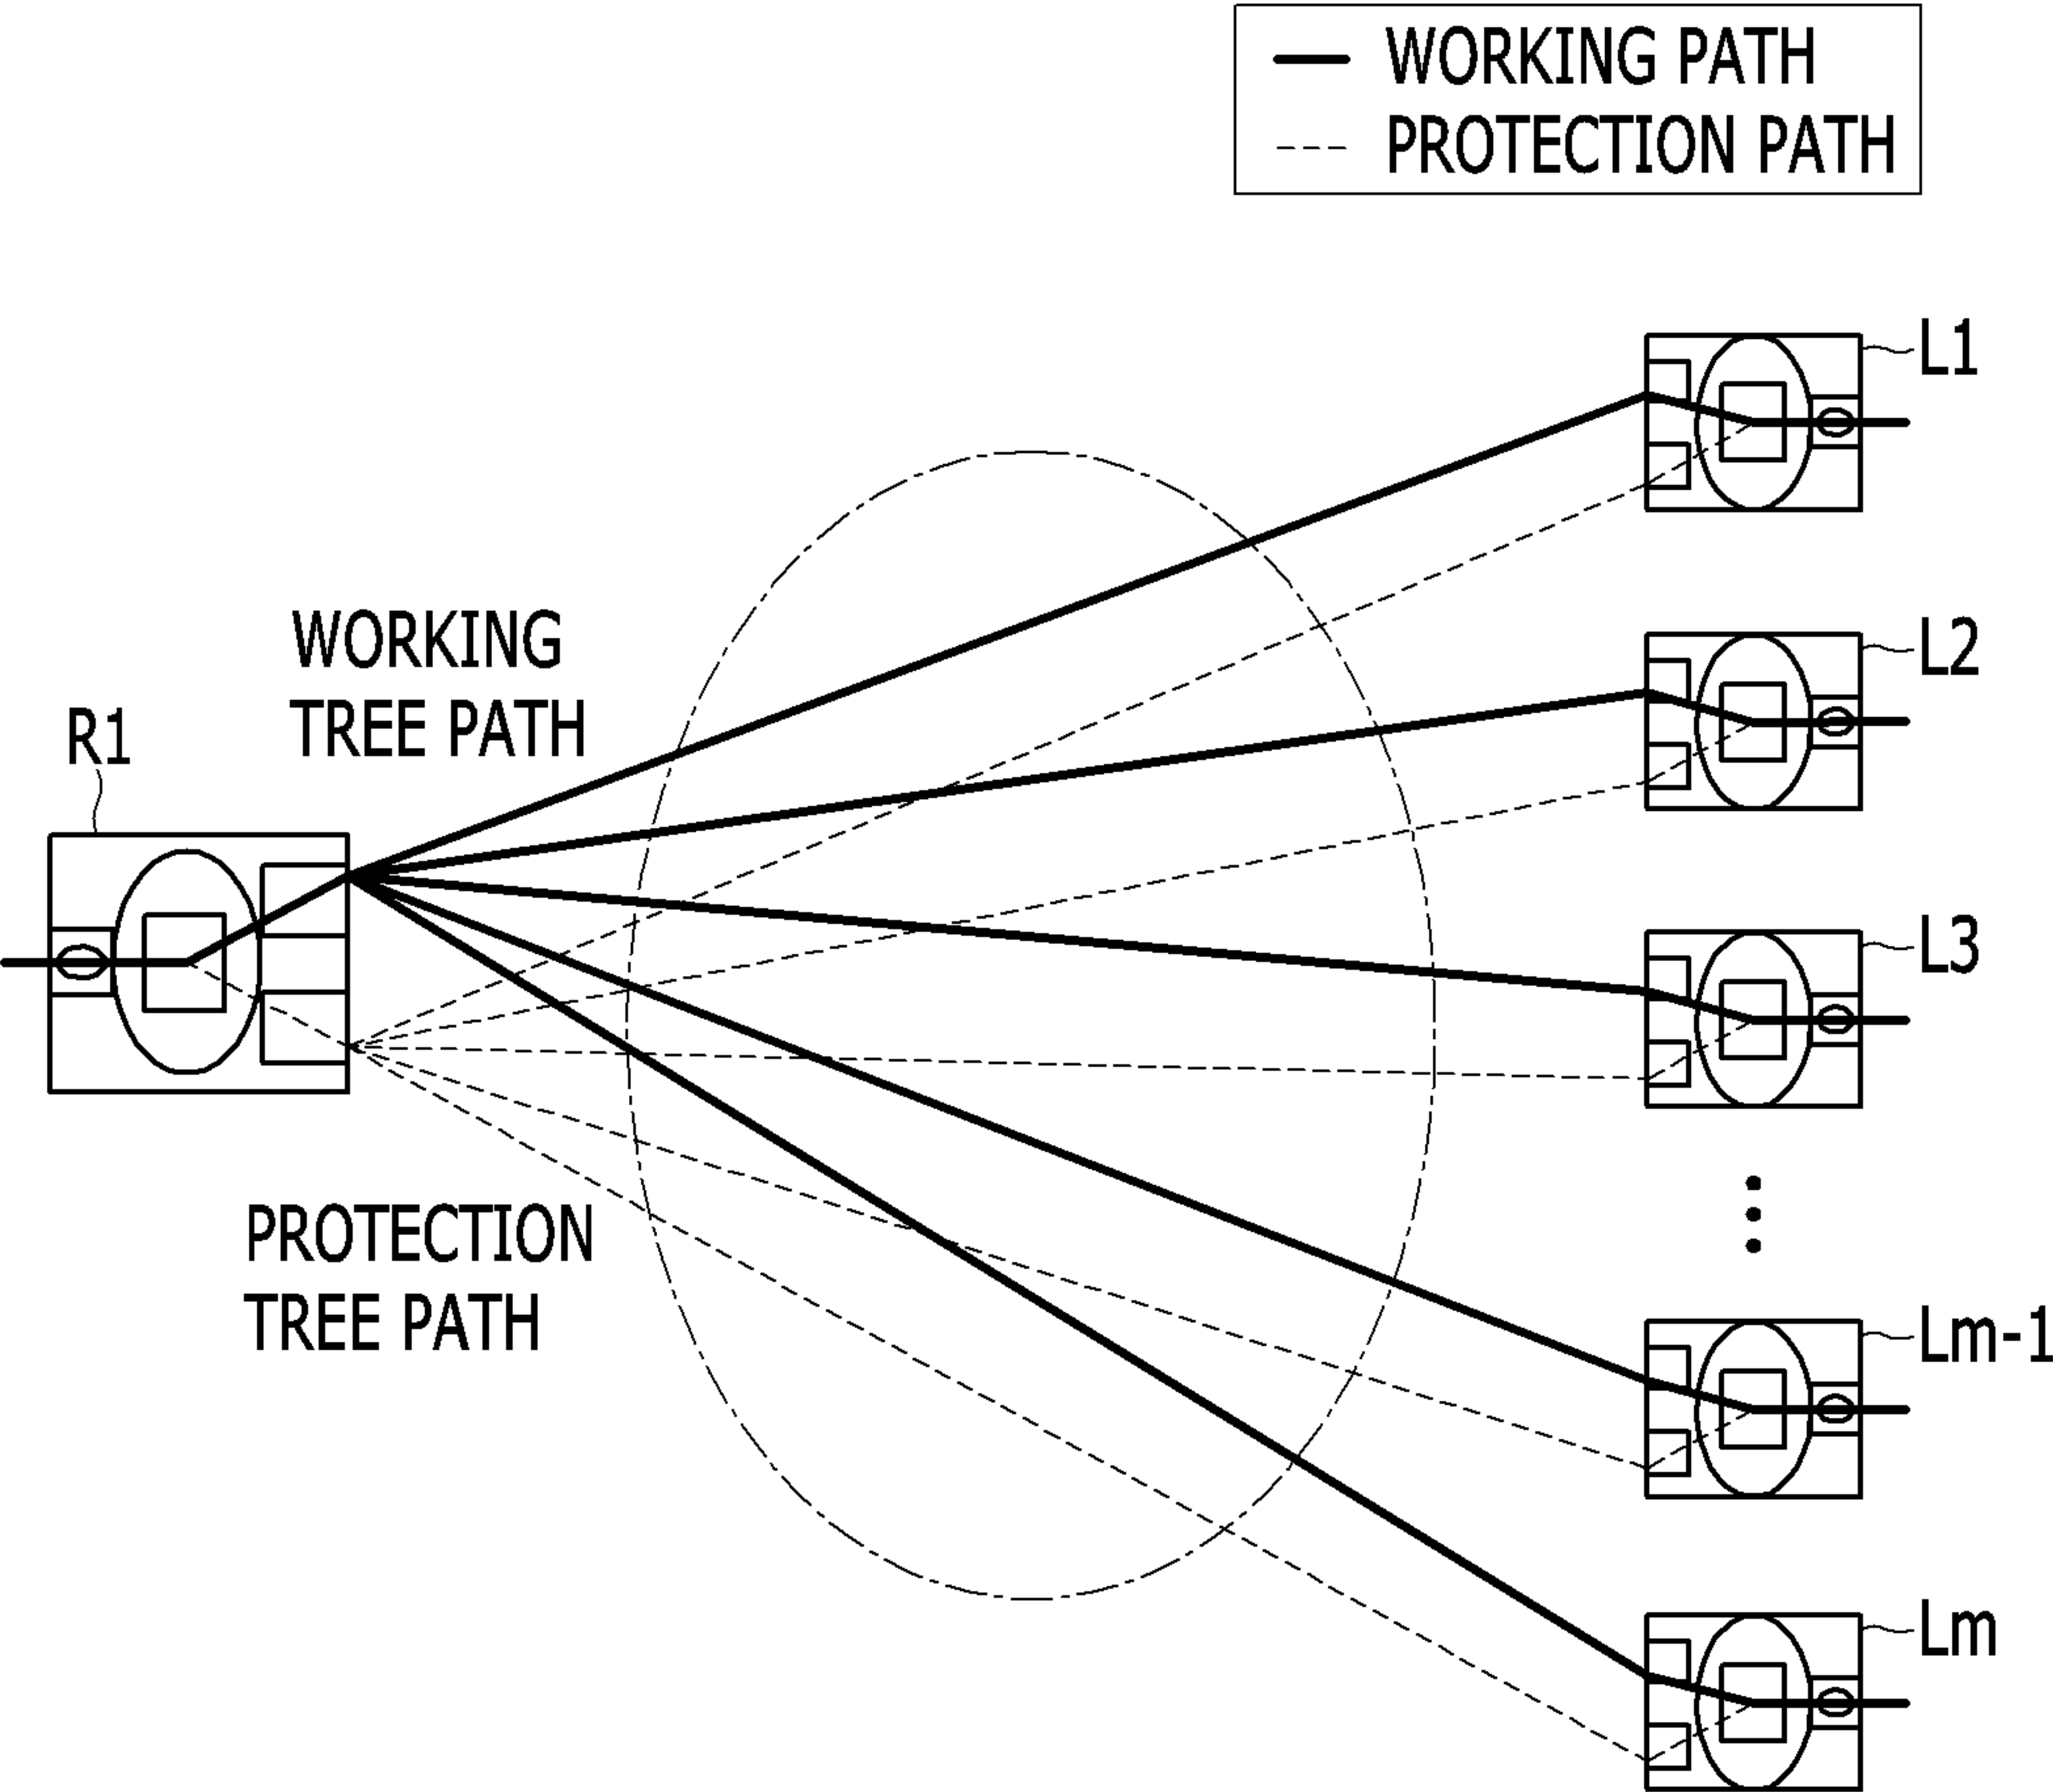 WORKING PATH
PROTECTION PATH
L1
WORKING
TREE PATH
L2
R1
L3
PROTECTION
TREE PATH
Lm-1
Lm